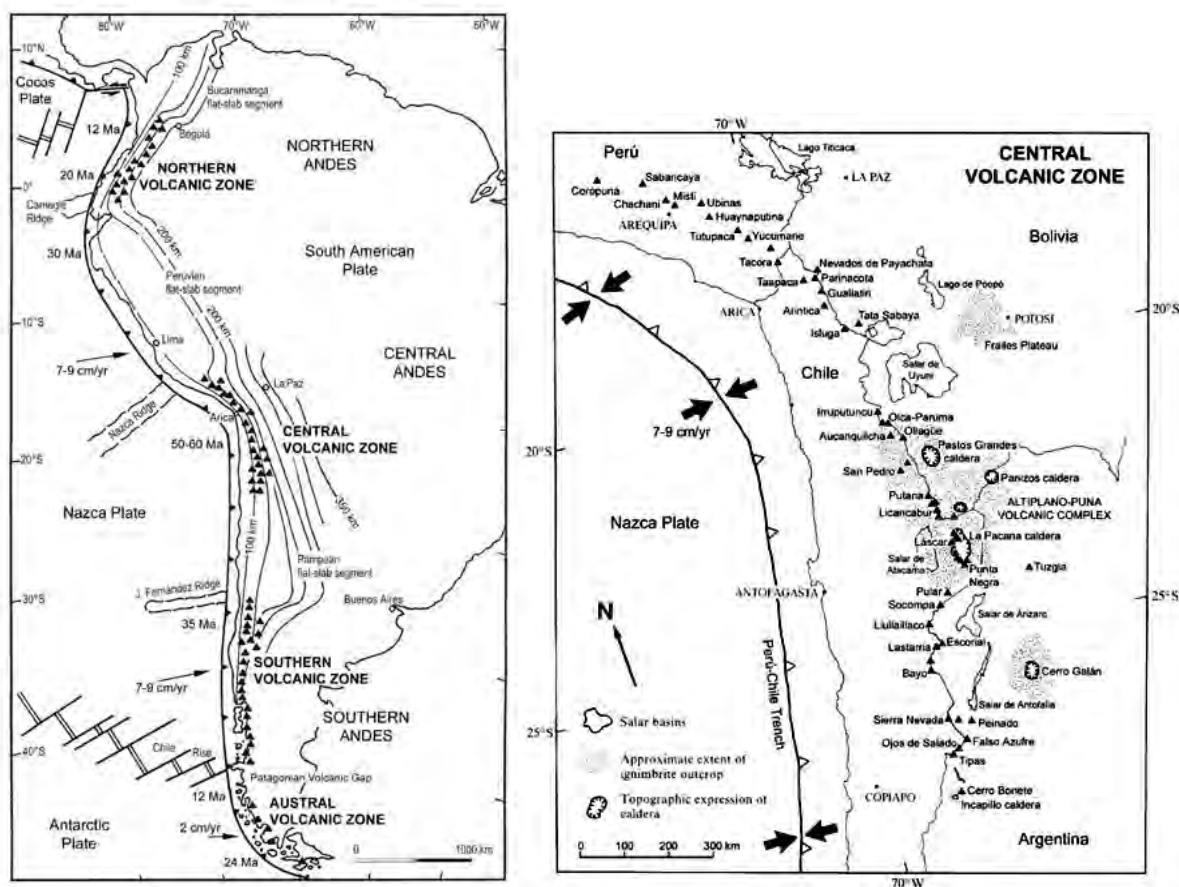 80°W
70°W
60°W
50°W
10°N
Cocos
Plate
100 km
Bucaramanga
flat-slab segment
12 Ma
Bogotá
NORTHERN
VOLCANIC ZONE
NORTHERN
ANDES
20 Ma
0°
Carnegie
Ridge
200 km
30 Ma
South American
Plate
Peruvien
flat-slab segment
200 km
10°S
Lima
CENTRAL
ANDES
7-9 cm/yr
La Paz
Nazca Ridge
Arica
50-60 Ma
CENTRAL
VOLCANIC ZONE
20°S
Nazca Plate
100 km
Pampean
flat-slab segment
J. Fernández Ridge
Buenos Aires
30°S
35 Ma
SOUTHERN
VOLCANIC ZONE
7-9 cm/yr
SOUTHERN
ANDES
Chile Rise
40°S
Patagonian Volcanic Gap
12 Ma
AUSTRAL
VOLCANIC ZONE
2 cm/yr
Antarctic
Plate
24 Ma
0
1000 km
70°W
Perú
Lago Titicaca
CENTRAL
VOLCANIC
ZONE
Sabancaya
LA PAZ
Coropuna
Chachani
Misti
Ubinas
AREQUIPA
Huaynaputina
Tutupaca
Yucumane
Bolivia
Tacora
Nevados de Payachata
Taapaca
Parinacota
Guallatiri
Lago de Poopó
ARICA
Arintica
Tata Sabaya
POTOSI
20°S
Isluga
Frailes Plateau
Chile
Salar de
Uyuni
Irruputuncu
Olca-Paruma
7-9 cm/yr
Aucanquilcha
Ollagüe
20°S
Pastos Grandes
caldera
San Pedro
Panizos caldera
Nazca Plate
Putana
ALTIPLANO-PUNA
VOLCANIC COMPLEX
Licancabur
La Pacana caldera
Láscar
Salar de
Atacama
Punta
Negra
Tuzgla
ANTOFAGASTA
Pular
25°S
Socompa
Salar de Arizaro
N
Llullaillaco
Lastarria
Escorial
Bayo
Cerro Galán
Perú-Chile Trench
Salar de Antofalla
Salar basins
Sierra Nevada
Peinado
25°S
Falso Azufre
Ojos de Salado
Approximate extent of
ignimbrite outcrop
Tipas
Topographic expression of
caldera
COPIAPO
Cerro Bonete
Incapillo caldera
0 100 200 300 km
Argentina
70°W